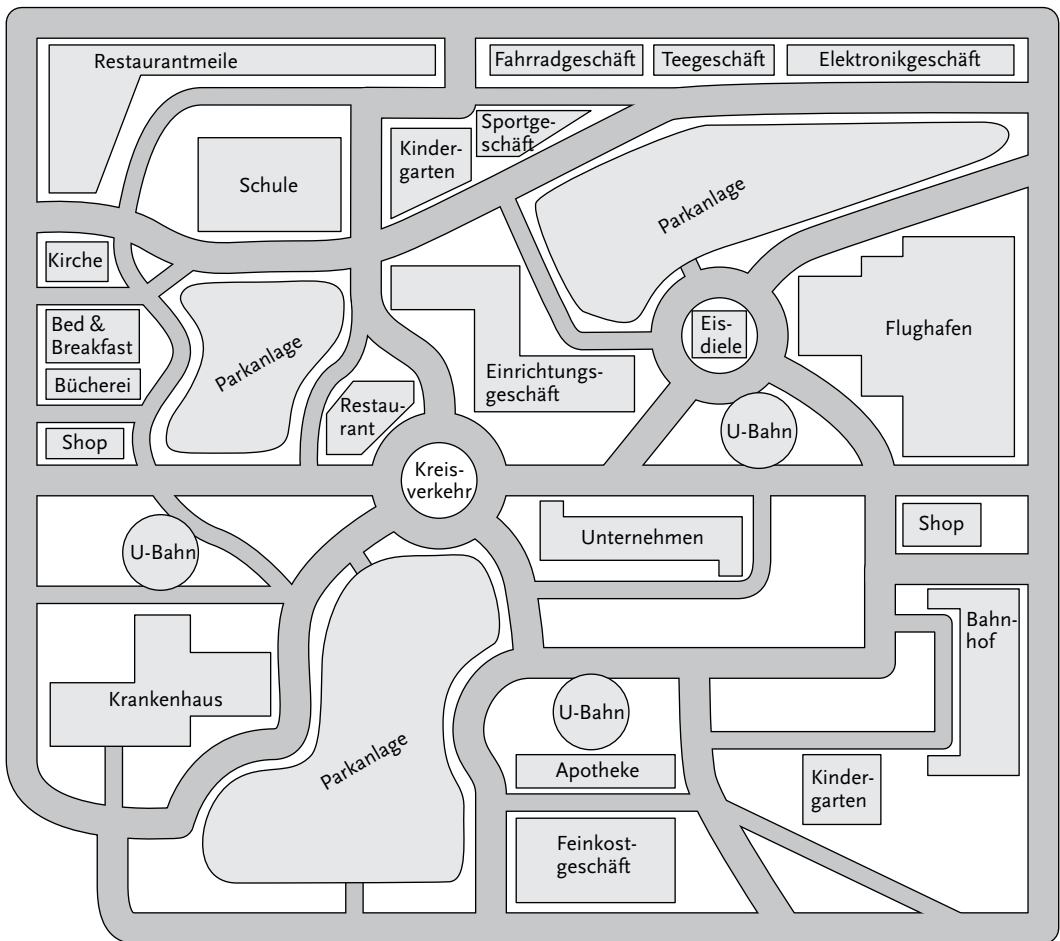 Restaurantmeile
Fahrradgeschäft
Teegeschäft
Elektronikgeschäft
Sportge-
schäft
Kinder-
garten
Schule
Parkanlage
Kirche
Bed &
Breakfast
Bücherei
Shop
Parkanlage
Restau-
rant
Einrichtungs-
geschäft
Eis-
diele
Flughafen
U-Bahn
Kreis-
verkehr
U-Bahn
Unternehmen
Shop
Bahn-
hof
Krankenhaus
Parkanlage
U-Bahn
Apotheke
Kinder-
garten
Feinkost-
geschäft